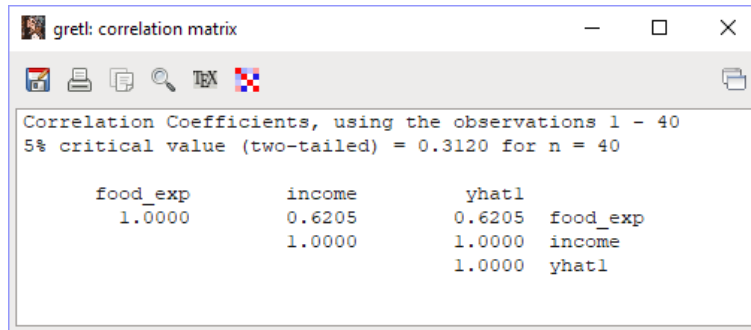 gretl: correlation matrix
TEX
Correlation Coefficients, using the observations 1 - 40
5% critical value (two-tailed) = 0.3120 for n = 40
food_exp income yhat1
1.0000 0.6205 0.6205 food_exp
1.0000 1.0000 income
1.0000 yhat1